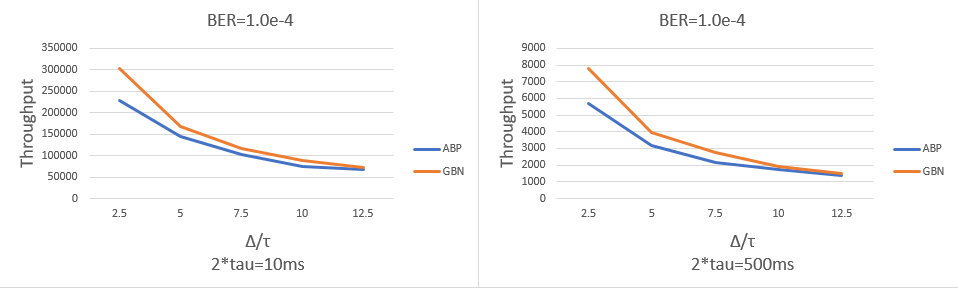 BER=1.0e-4
350000
300000
250000
200000
150000
100000
50000
0
Throughput
2.5 5 7.5 10 12.5
Δ/τ
2*tau=10ms
ABP
GBN
BER=1.0e-4
9000
8000
7000
6000
5000
4000
3000
2000
1000
0
Throughput
2.5 5 7.5 10 12.5
Δ/τ
2*tau=500ms
ABP
GBN